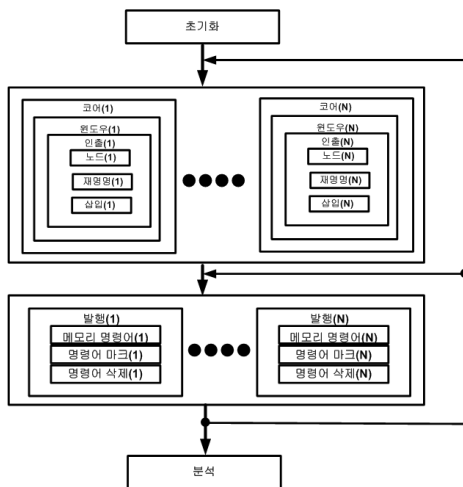 초기화
코어(1)
코어(N)
윈도우(1)
윈도우(N)
인출(1)
인출(N)
노드(1)
노드(N)
재명명(1)
재명명(N)
삽입(1)
삽입(N)
발행(1)
발행(N)
메모리 명령어(1)
메모리 명령어(N)
명령어 마크(1)
명령어 마크(N)
명령어 삭제(1)
명령어 삭제(N)
분석